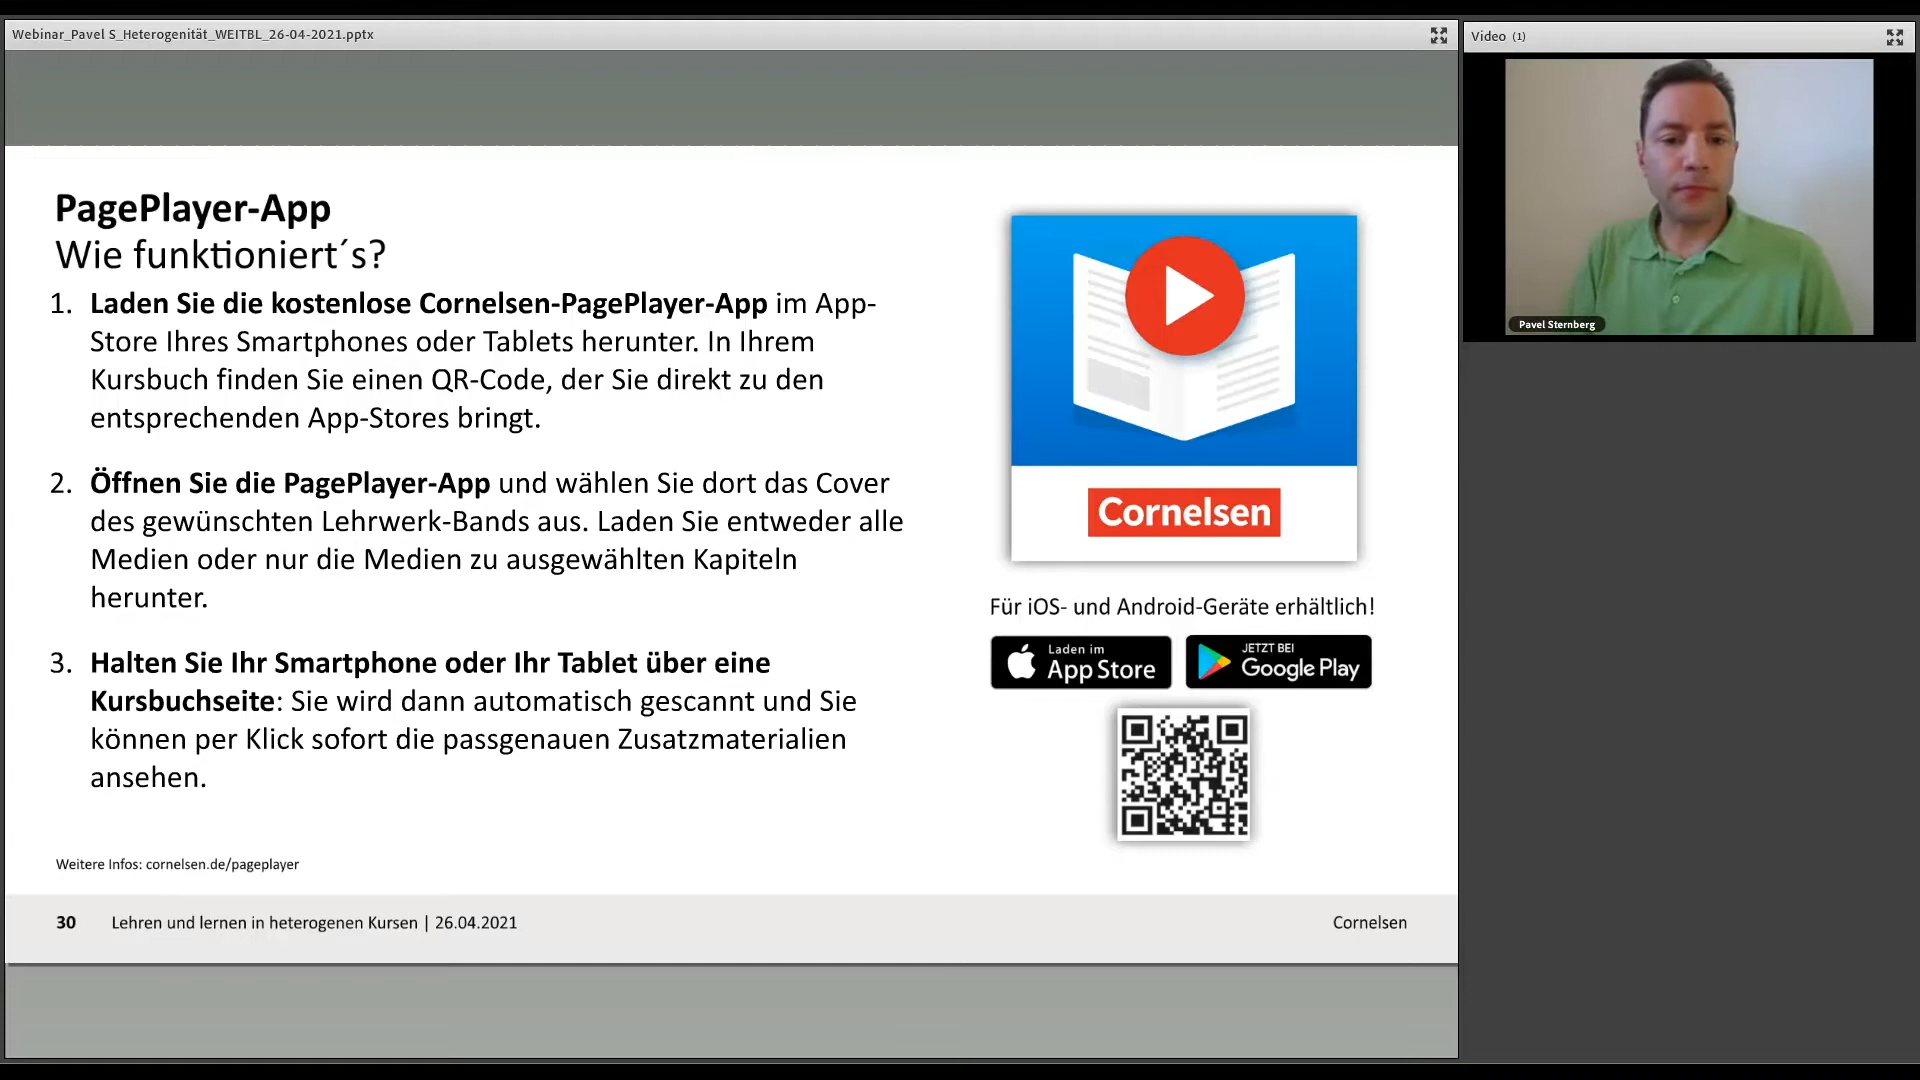 Webinar_Pavel S_Heterogenität_WEITBL_26-04-2021.pptx
Video (1)
Pavel Sternberg
PagePlayer-App
Wie funktioniert´s?
1. Laden Sie die kostenlose Cornelsen-PagePlayer-App im App-
Store Ihres Smartphones oder Tablets herunter. In Ihrem
Kursbuch finden Sie einen QR-Code, der Sie direkt zu den
entsprechenden App-Stores bringt.
2. Öffnen Sie die PagePlayer-App und wählen Sie dort das Cover
des gewünschten Lehrwerk-Bands aus. Laden Sie entweder alle
Medien oder nur die Medien zu ausgewählten Kapiteln
herunter.
3. Halten Sie Ihr Smartphone oder Ihr Tablet über eine
Kursbuchseite: Sie wird dann automatisch gescannt und Sie
können per Klick sofort die passgenauen Zusatzmaterialien
ansehen.
Weitere Infos: cornelsen.de/pageplayer
Cornelsen
Für iOS- und Android-Geräte erhältlich!
Laden im
App Store
JETZT BEI
Google Play
30 Lehren und lernen in heterogenen Kursen | 26.04.2021
Cornelsen